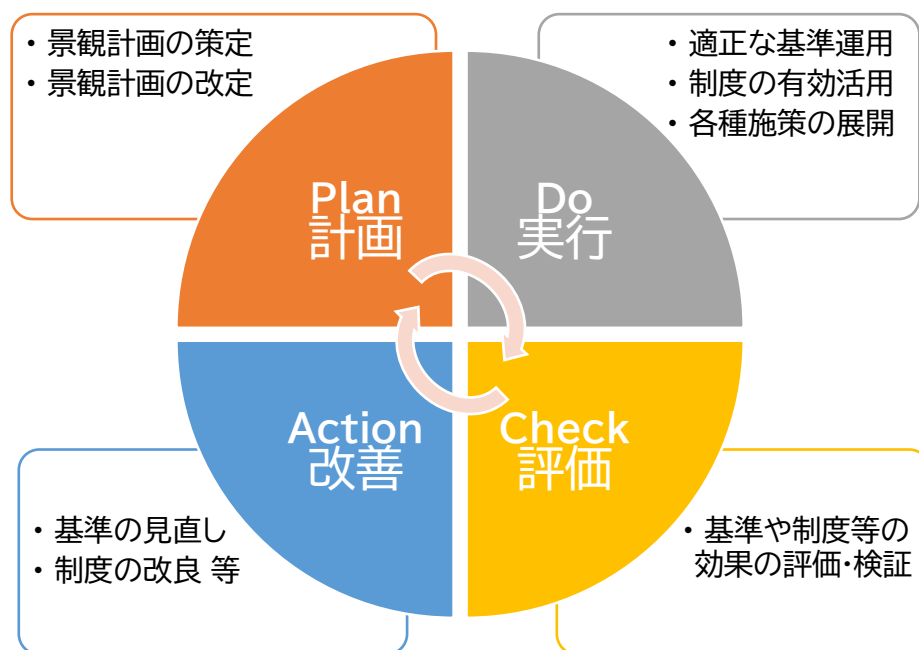 ・景観計画の策定
・景観計画の改定
・適正な基準運用
・制度の有効活用
・各種施策の展開
Plan
計画
Do
実行
Action
改善
Check
評価
・基準の見直し
・制度の改良 等
・基準や制度等の
効果の評価・検証